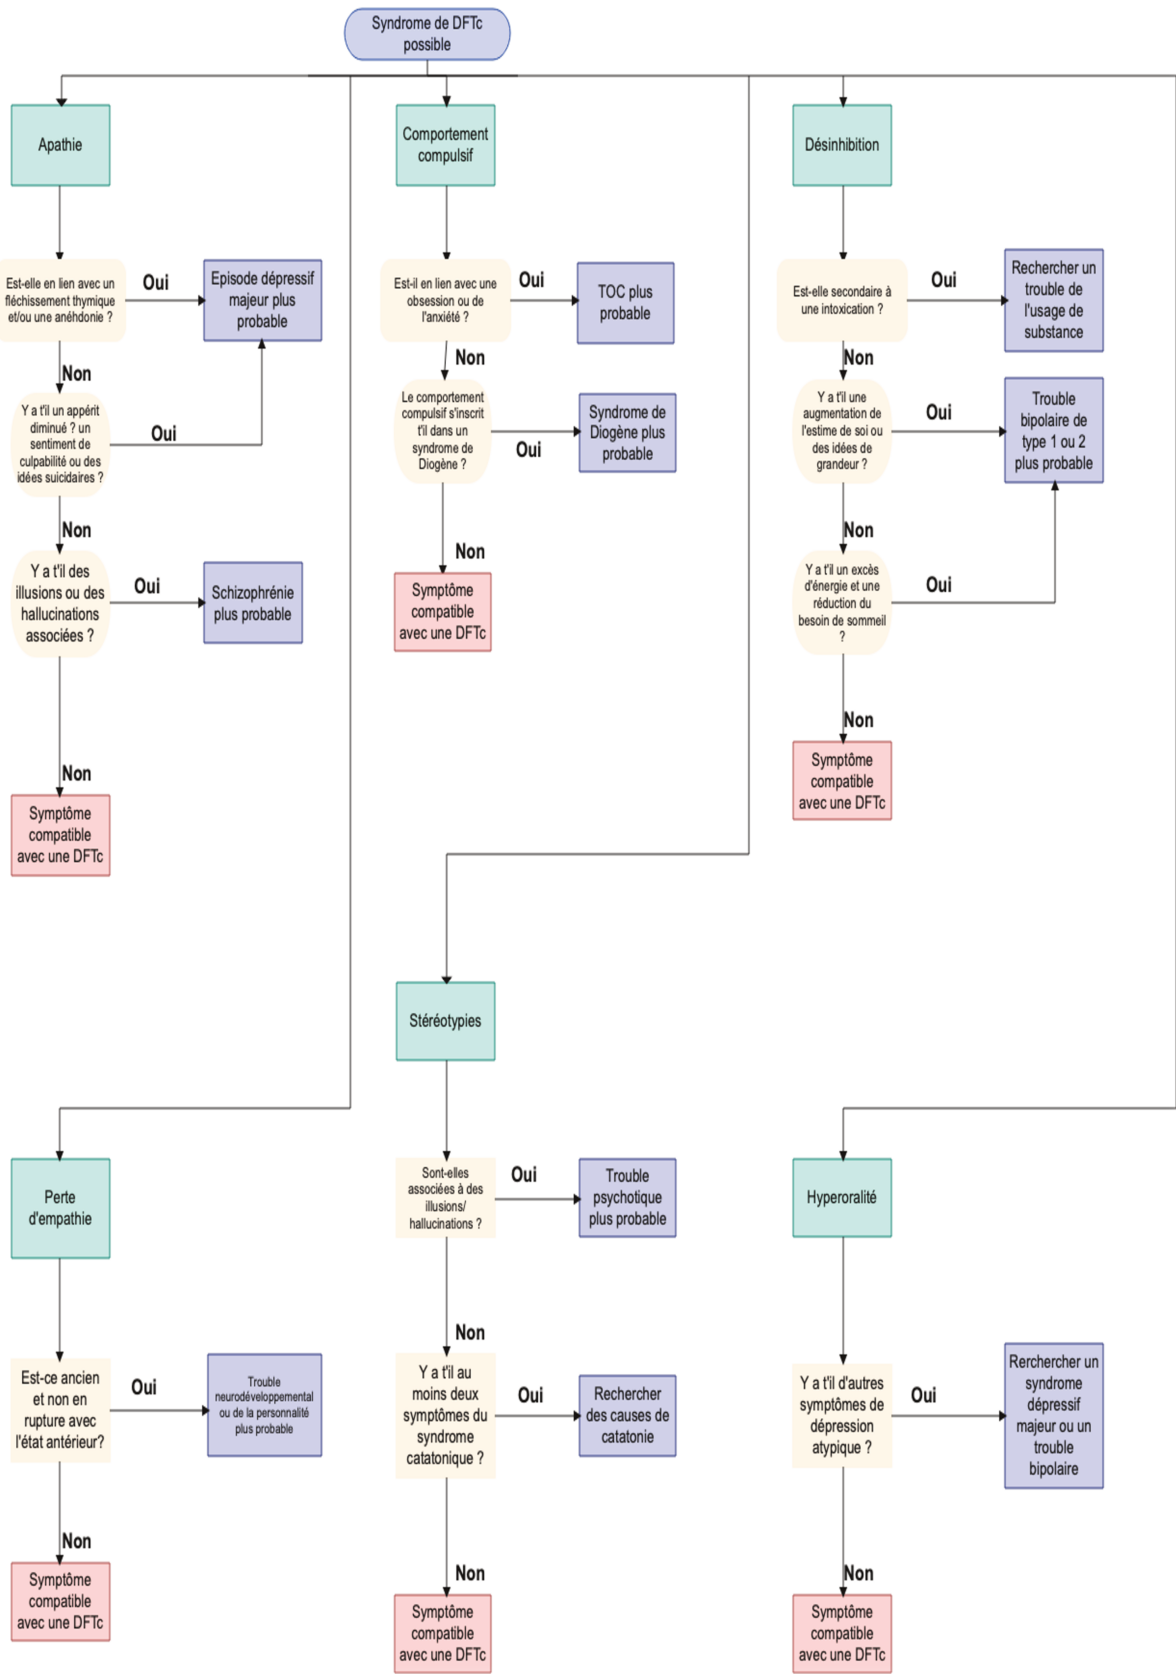 Syndrome de DFTc
possible
Apathie
Est-elle en lien avec un
fléchissement thymique
et/ou une anéhdonie ?
Oui
Episode dépressif
majeur plus
probable
Non
Y a t'il un appérit
diminué ? un
sentiment de
culpabilité ou des
idées suicidaires ?
Oui
Non
Y a t'il des
illusions ou des
hallucinations
associées ?
Oui
Schizophrénie
plus probable
Non
Symptôme
compatible
avec une DFTc
Comportement
compulsif
Est-il en lien avec une
obsession ou de
l'anxiété ?
Oui
TOC plus
probable
Non
Le comportement
compulsif s'inscrit
t'il dans un
syndrome de
Diogène ?
Oui
Syndrome de
Diogène plus
probable
Non
Symptôme
compatible
avec une DFTc
Désinhibition
Est-elle secondaire à
une intoxication ?
Oui
Rechercher un
trouble de
l'usage de
substance
Non
Y a t'il une
augmentation de
l'estime de soi ou
des idées de
grandeur ?
Oui
Trouble
bipolaire de
type 1 ou 2
plus probable
Non
Y a t'il un excès
d'énergie et une
réduction du
besoin de sommeil
?
Oui
Non
Symptôme
compatible
avec une DFTc
Perte
d'empathie
Est-ce ancien
et non en
rupture avec
l'état antérieur?
Oui
Trouble
neurodéveloppemental
ou de la personnalité
plus probable
Non
Symptôme
compatible
avec une DFTc
Stéréotypies
Sont-elles
associées à des
illusions/
hallucinations ?
Oui
Trouble
psychotique
plus probable
Non
Y a t'il au
moins deux
symptômes du
syndrome
catatonique ?
Oui
Rechercher
des causes de
catatonie
Non
Symptôme
compatible
avec une DFTc
Hyperoralité
Y a t'il d'autres
symptômes de
dépression
atypique ?
Oui
Rerchercher un
syndrome
dépressif
majeur ou un
trouble
bipolaire
Non
Symptôme
compatible
avec une DFTc